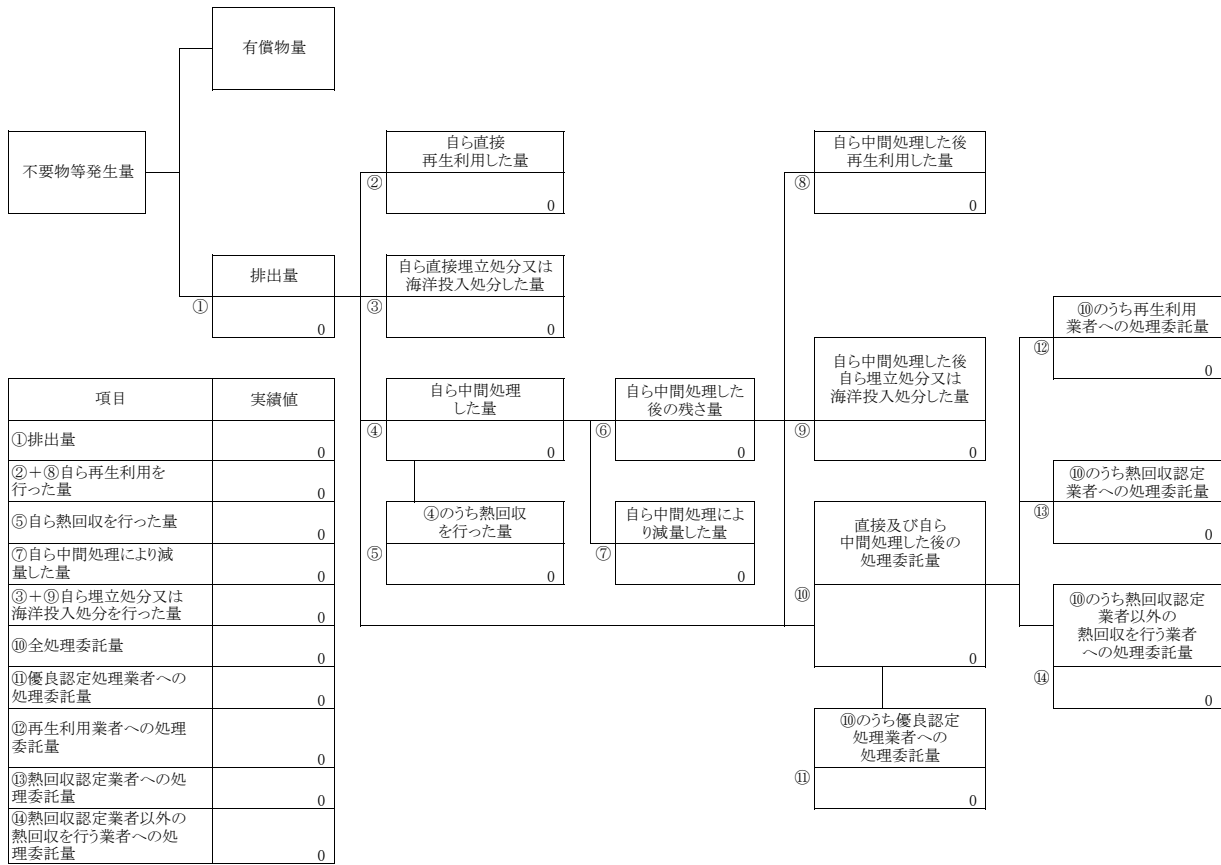 有償物量
不要物等発生量
自ら直接
再生利用した量
②
0
自ら中間処理した後
再生利用した量
⑧
0
排出量
①
0
自ら直接埋立処分又は
海洋投入処分した量
③
0
⑩のうち再生利用
業者への処理委託量
⑫
0
自ら中間処理
した量
④
0
自ら中間処理した
後の残さ量
⑥
0
自ら中間処理した後
自ら埋立処分又は
海洋投入処分した量
⑨
0
⑩のうち熱回収認定
業者への処理委託量
⑬
0
④のうち熱回収
を行った量
⑤
0
自ら中間処理によ
り減量した量
⑦
0
直接及び自ら
中間処理した後の
処理委託量
⑩
0
⑩のうち熱回収認定
業者以外の
熱回収を行う業者
への処理委託量
⑭
0
⑩のうち優良認定
処理業者への
処理委託量
⑪
0
項目 実績値
①排出量
0
②＋⑧自ら再生利用を
行った量
0
⑤自ら熱回収を行った量
0
⑦自ら中間処理により減
量した量
0
③＋⑨自ら埋立処分又は
海洋投入処分を行った量
0
⑩全処理委託量
0
⑪優良認定処理業者への
処理委託量
0
⑫再生利用業者への処理
委託量
0
⑬熱回収認定業者への処
理委託量
0
⑭熱回収認定業者以外の
熱回収を行う業者への処
理委託量
0